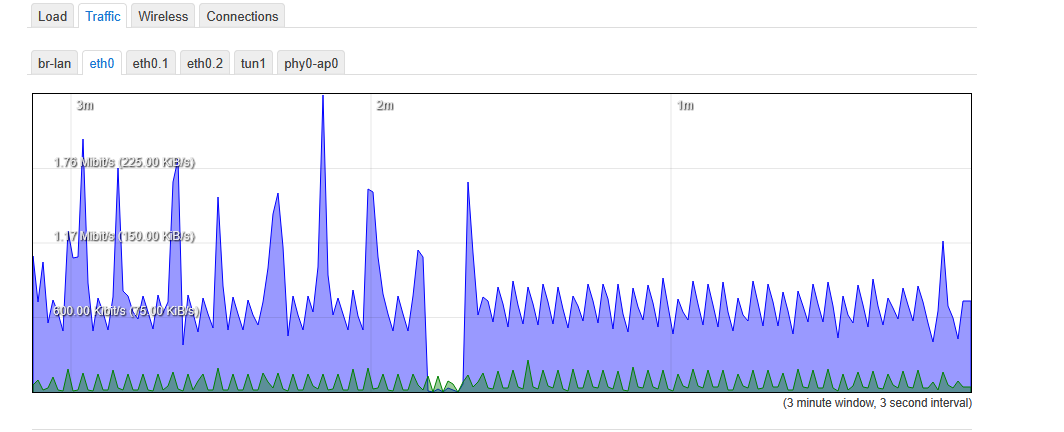 Load Traffic Wireless Connections
br-lan eth0 eth0.1 eth0.2 tun1 phy0-ap0
3m 2m 1m
1.76 Mibit/s (225.00 KiB/s)
1.17 Mibit/s (150.00 KiB/s)
600.00 Kibit/s (75.00 KiB/s)
(3 minute window, 3 second interval)